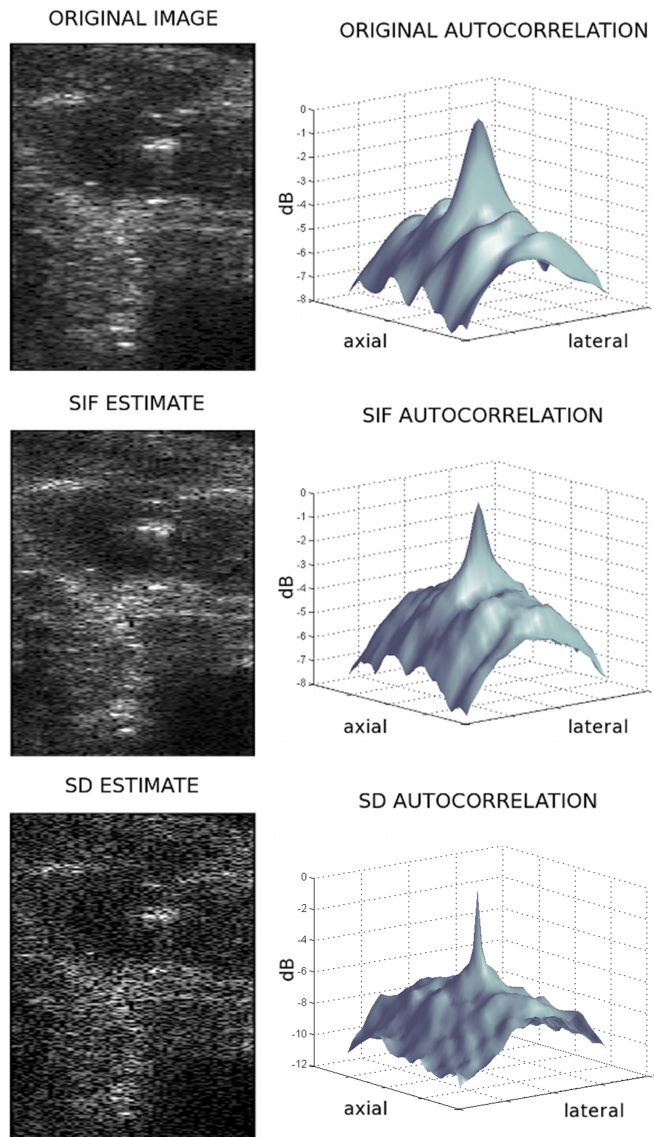 ORIGINAL IMAGE
ORIGINAL AUTOCORRELATION
0
-1
-2
-3
-4
-5
-6
-7
-8
dB
axial
lateral
SIF ESTIMATE
SIF AUTOCORRELATION
0
-1
-2
-3
-4
-5
-6
-7
-8
dB
axial
lateral
SD ESTIMATE
SD AUTOCORRELATION
0
-2
-4
-6
-8
-10
-12
dB
axial
lateral